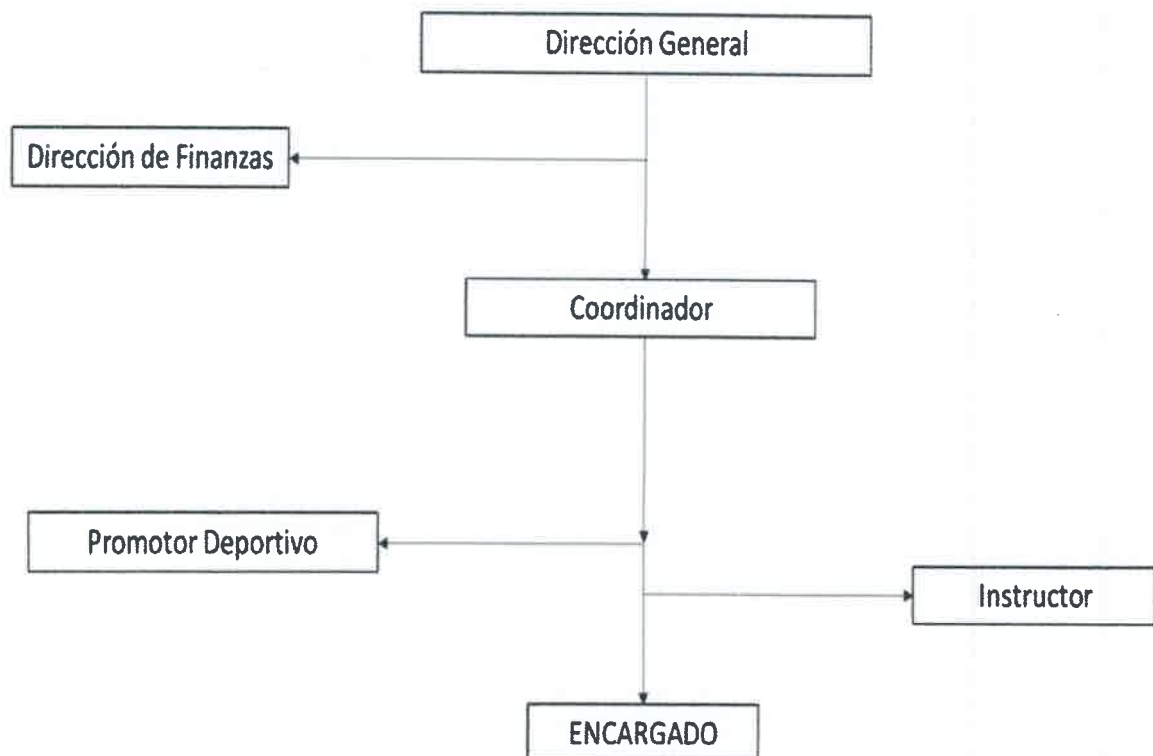 Dirección General
Dirección de Finanzas
Coordinador
Promotor Deportivo
Instructor
ENCARGADO